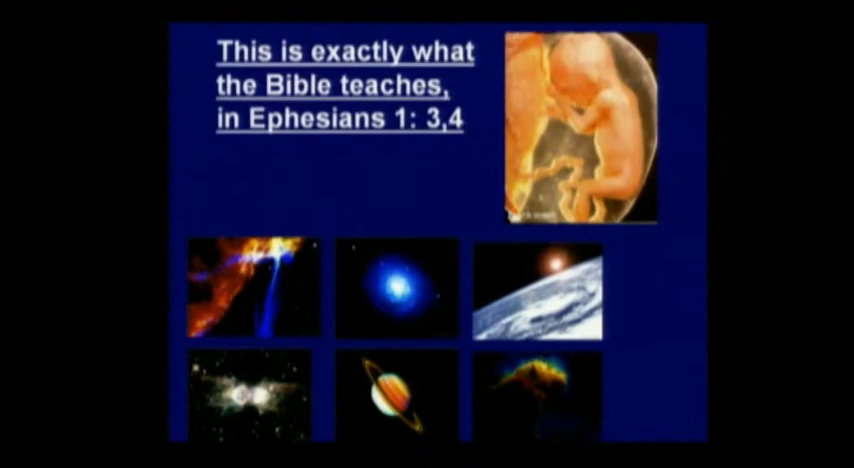 This is exactly what
the Bible teaches,
in Ephesians 1: 3,4